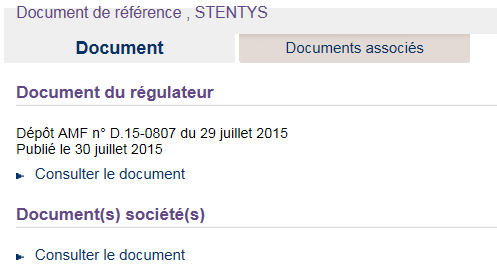 Document de référence , STENTYS
Document
Documents associés
Document du régulateur
Dépôt AMF n° D.15-0807 du 29 juillet 2015
Publié le 30 juillet 2015
Consulter le document
Document(s) société(s)
Consulter le document